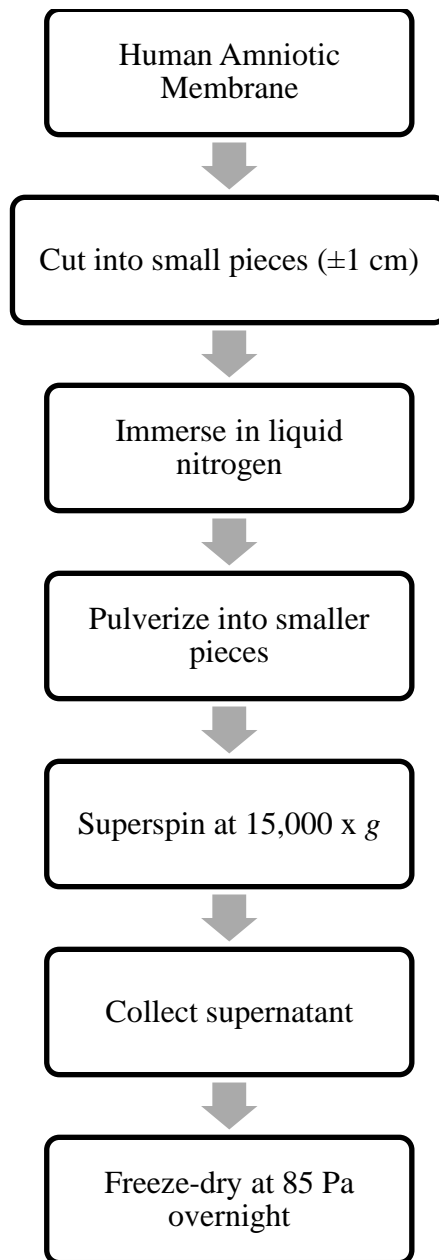 Human Amniotic
Membrane
Cut into small pieces (±1 cm)
Immerse in liquid
nitrogen
Pulverize into smaller
pieces
Superspin at 15,000 x g
Collect supernatant
Freeze-dry at 85 Pa
overnight